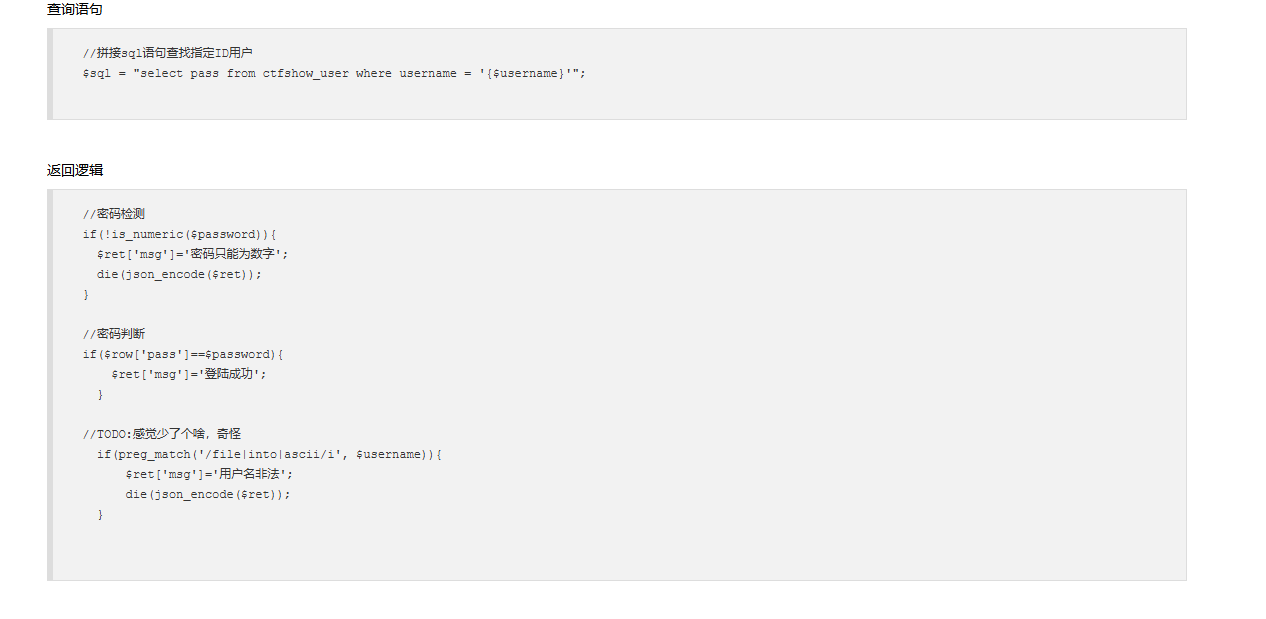 查询语句
//拼接sql语句查找指定ID用户
$sql = "select pass from ctfshow_user where username = '{$username}'";
返回逻辑
//密码检测
if(!is_numeric($password)){
  $ret['msg']='密码只能为数字';
  die(json_encode($ret));
}
//密码判断
if($row['pass']==$password){
    $ret['msg']='登陆成功';
  }
//TODO:感觉少了个啥，奇怪
  if(preg_match('/file|into|ascii/i', $username)){
      $ret['msg']='用户名非法';
      die(json_encode($ret));
  }